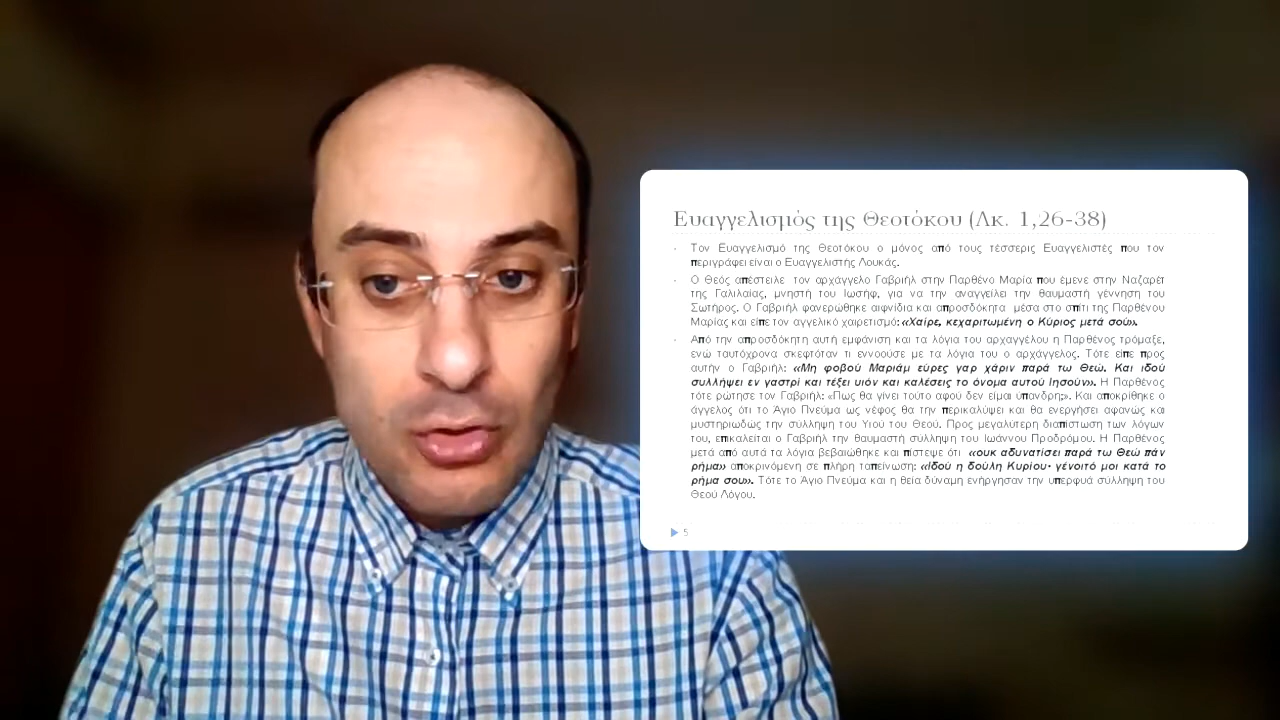 Ευαγγελισμός της Θεοτόκου (Λκ. 1,26-38)
Τον Ευαγγελισμό της Θεοτόκου ο μόνος από τους τέσσερις Ευαγγελιστές που τον
περιγράφει είναι ο Ευαγγελιστής Λουκάς.
Ο Θεός απέστειλε τον αρχάγγελο Γαβριήλ στην Παρθένο Μαρία που έμενε στην Ναζαρέτ
της Γαλιλαίας, μνηστή του Ιωσήφ, για να την αναγγείλει την θαυμαστή γέννηση του
Σωτήρος. Ο Γαβριήλ φανερώθηκε αιφνίδια και απροσδόκητα μέσα στο σπίτι της Παρθένου
Μαρίας και είπε τον αγγελικό χαιρετισμό: «Χαίρε, κεχαριτωμένη ο Κύριος μετά σού».
Από την απροσδόκητη αυτή εμφάνιση και τα λόγια του αρχαγγέλου η Παρθένος τρόμαξε,
ενώ ταυτόχρονα σκεφτόταν τι εννοούσε με τα λόγια του ο αρχάγγελος. Τότε είπε προς
αυτήν ο Γαβριήλ: «Μη φοβού Μαριάμ εύρες γαρ χάριν παρά τω Θεώ. Και ιδού
συλλήψει εν γαστρί και τέξει υιόν και καλέσεις το όνομα αυτού Ιησούν». Η Παρθένος
τότε ρώτησε τον Γαβριήλ: «Πως θα γίνει τούτο αφού δεν είμαι ύπανδρη;». Και αποκρίθηκε ο
άγγελος ότι το Άγιο Πνεύμα ως νέφος θα την περικαλύψει και θα ενεργήσει αφανώς και
μυστηριωδώς την σύλληψη του Υιού του Θεού. Προς μεγαλύτερη διαπίστωση των λόγων
του, επικαλείται ο Γαβριήλ την θαυμαστή σύλληψη του Ιωάννου Προδρόμου. Η Παρθένος
μετά από αυτά τα λόγια βεβαιώθηκε και πίστεψε ότι «ουκ αδυνατίσει παρά τω Θεώ πάν
ρήμα» αποκρινόμενη σε πλήρη ταπείνωση: «Ιδού η δούλη Κυρίου· γένοιτό μοι κατά το
ρήμα σου». Τότε το Άγιο Πνεύμα και η θεία δύναμη ενήργησαν την υπερφυά σύλληψη του
Θεού Λόγου.
5